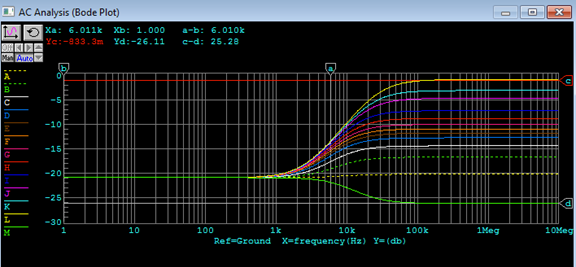 AC Analysis (Bode Plot)
Xa: 6.011k Xb: 1.000 a-b: 6.010k
Yc:-833.3m Yd:-26.11 c-d: 25.28
Off
Man Auto
b
a
c
d
A
B
C
D
E
F
G
H
I
J
K
L
M
0
-5
-10
-15
-20
-25
-30
1 10 100 1k 10k 100k 1Meg 10Meg
Ref=Ground X=frequency(Hz) Y=(db)